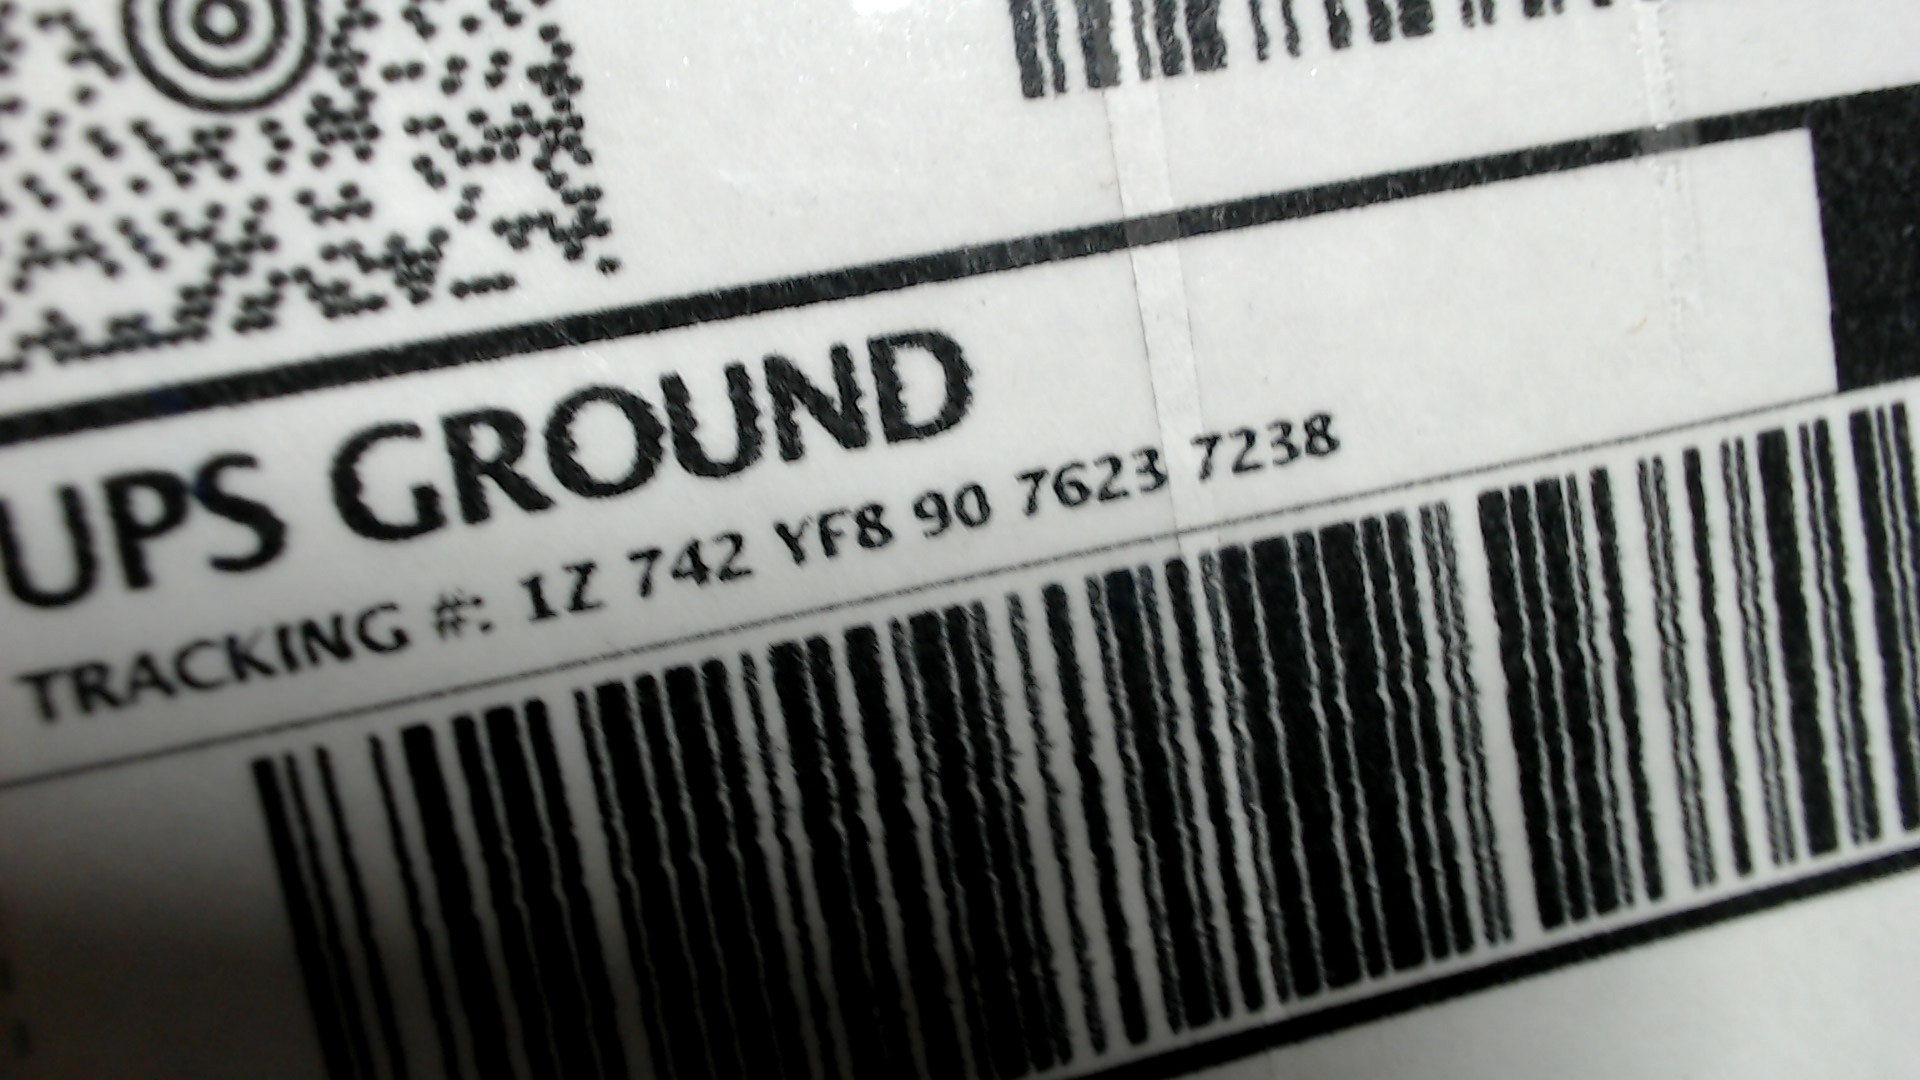 UPS GROUND
TRACKING #: 1Z 742 YF8 90 7623 7238